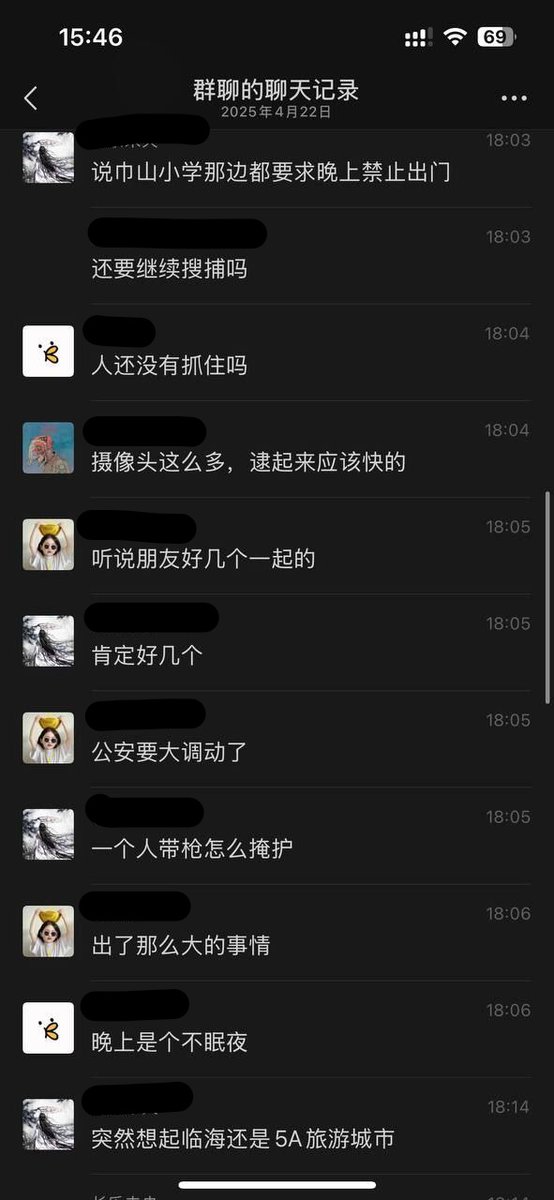 15:46
69
群聊的聊天记录
2025年4月22日
18:03
说巾山小学那边都要求晚上禁止出门
18:03
还要继续搜捕吗
18:04
人还没有抓住吗
18:04
摄像头这么多，逮起来应该快的
18:05
听说朋友好几个一起的
18:05
肯定好几个
18:05
公安要大调动了
18:05
一个人带枪怎么掩护
18:06
出了那么大的事情
18:06
晚上是个不眠夜
18:14
突然想起临海还是5A旅游城市